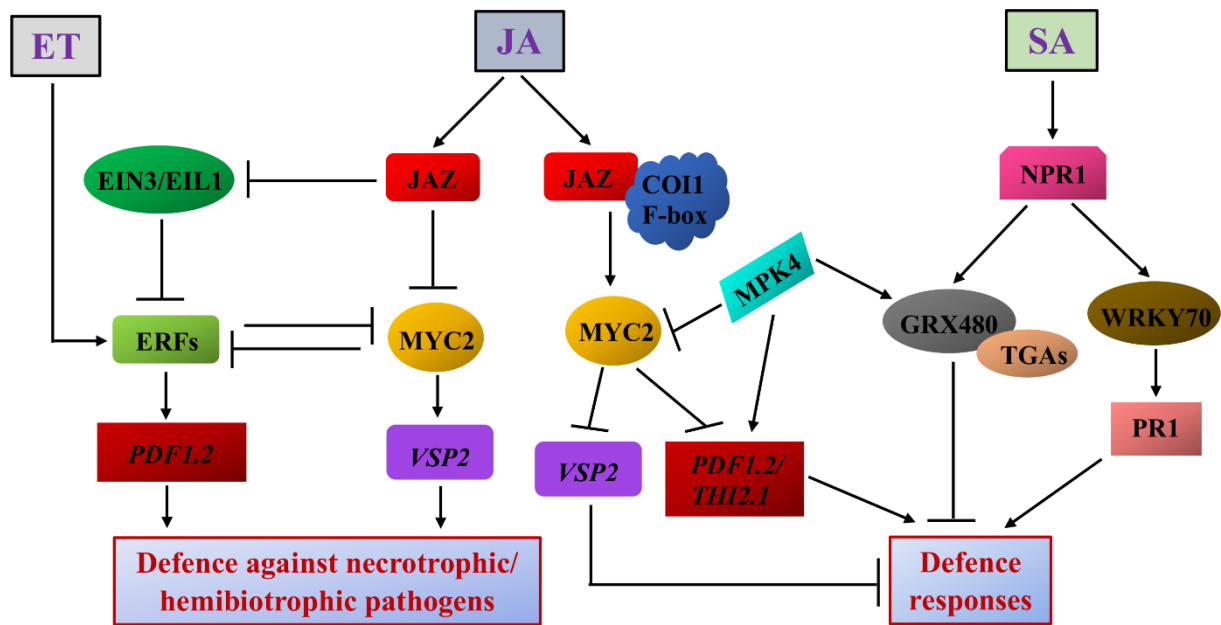 ET
JA
SA
EIN3/EIL1
JAZ
JAZ
COI1
F-box
NPR1
MPK4
ERFs
MYC2
MYC2
GRX480
TGAs
WRKY70
PDF1.2
VSP2
VSP2
PDF1.2/
THI2.1
PR1
Defence against necrotrophic/
hemibiotrophic pathogens
Defence
responses